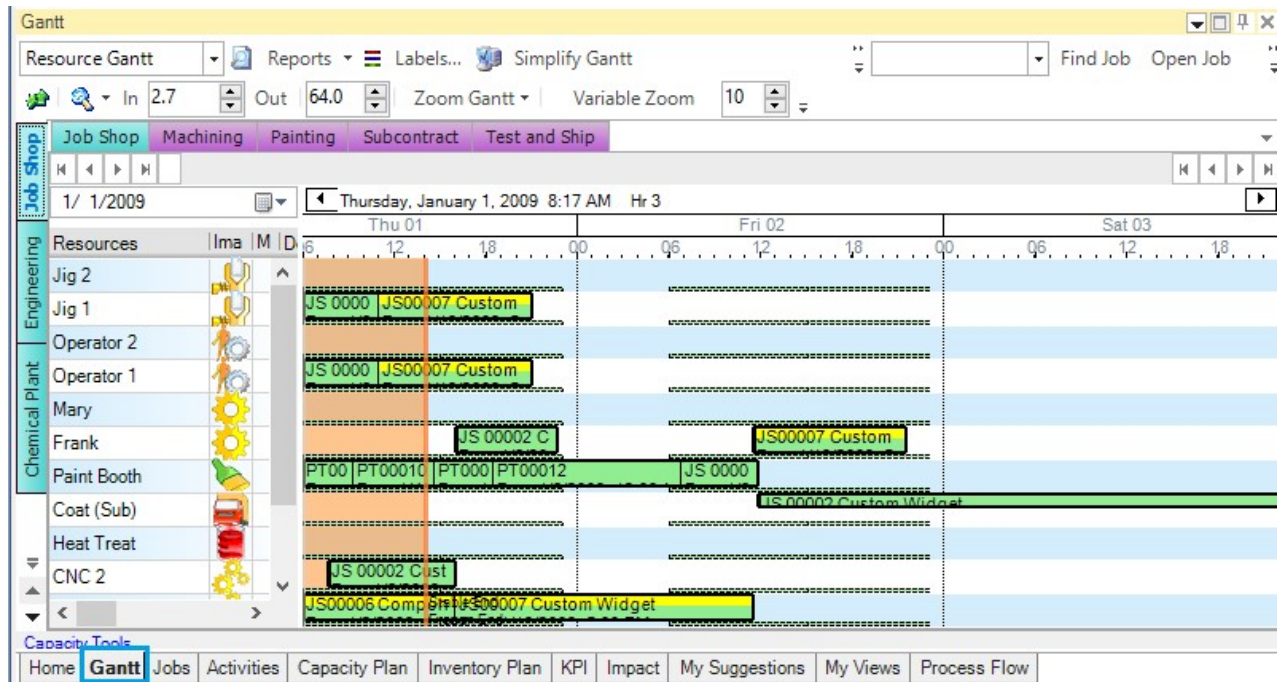 Gantt
Resource Gantt Reports Labels... Simplify Gantt Find Job Open Job
In 2.7 Out 64.0 Zoom Gantt Variable Zoom 10
Job Shop Machining Painting Subcontract Test and Ship
Job Shop
Engineering
Chemical Plant
1/ 1/2009 Thursday, January 1, 2009 8:17 AM Hr 3
Thu 01 Fri 02 Sat 03
Resources Ima M D 6 12 18 00 06 12 18 00 06 12 18
Jig 2
Jig 1 JS 0000 JS00007 Custom
Operator 2
Operator 1 JS 0000 JS00007 Custom
Mary
Frank JS 00002 C JS00007 Custom
Paint Booth PT00 PT00010 PT000 PT00012 JS 0000
Coat (Sub) JS 00002 Custom Widget
Heat Treat
CNC 2 JS 00002 Cust
JS00006 Comp JS00007 Custom Widget
Capacity Tools
Home Gantt Jobs Activities Capacity Plan Inventory Plan KPI Impact My Suggestions My Views Process Flow